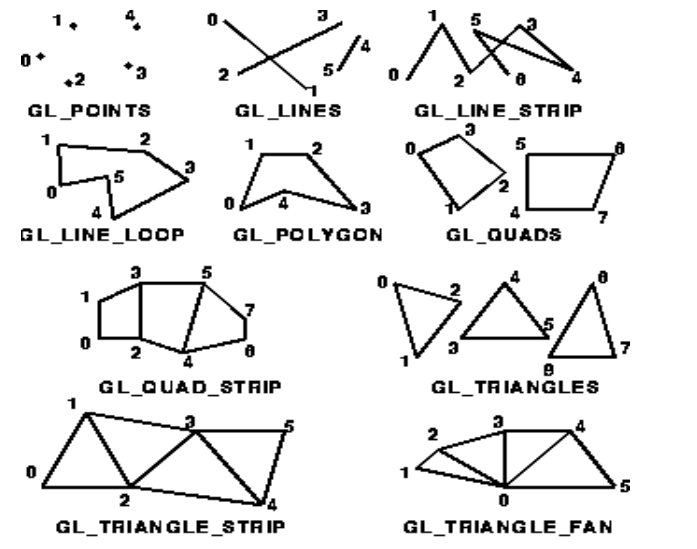 1 4 0 3 5 0 1 5 3
0 2 3 2 5 4 1 0 2 6 4
GL_POINTS GL_LINES GL_LINE_STRIP
1 2 1 2 0 3 5 6
0 5 3 4 2
4 0 4 3 1 4 7
GL_LINE_LOOP GL_POLYGON GL_QUADS
3 5 0 2 4 6
1 7 5
0 2 4 6 1 3 8 7
GL_QUAD_STRIP GL_TRIANGLES
1 3 5 2 3 4
0 2 4 1 0 5
GL_TRIANGLE_STRIP GL_TRIANGLE_FAN